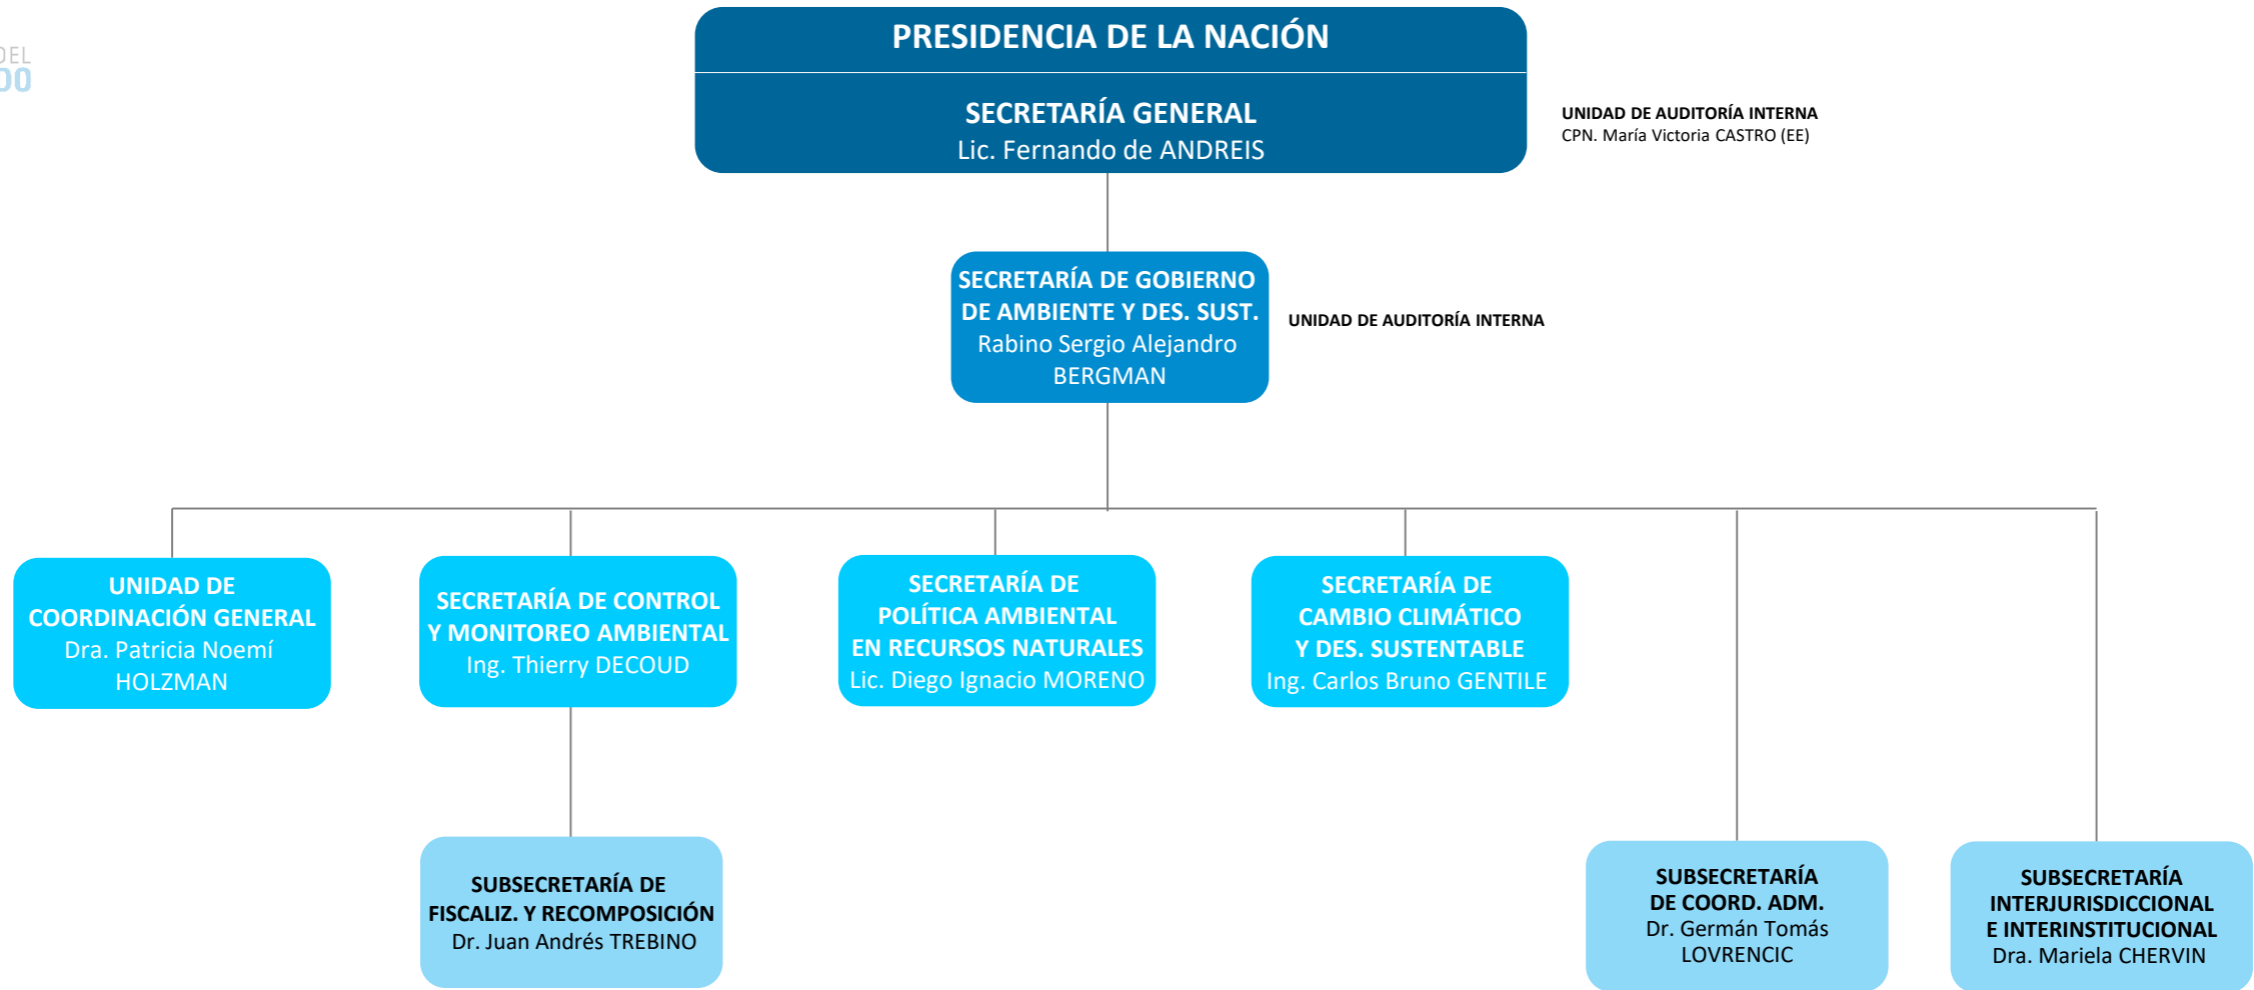 DEL
00
PRESIDENCIA DE LA NACIÓN
SECRETARÍA GENERAL
Lic. Fernando de ANDREIS
UNIDAD DE AUDITORÍA INTERNA
CPN. María Victoria CASTRO (EE)
SECRETARÍA DE GOBIERNO
DE AMBIENTE Y DES. SUST.
Rabino Sergio Alejandro
BERGMAN
UNIDAD DE AUDITORÍA INTERNA
UNIDAD DE
COORDINACIÓN GENERAL
Dra. Patricia Noemí
HOLZMAN
SECRETARÍA DE CONTROL
Y MONITOREO AMBIENTAL
Ing. Thierry DECOUD
SECRETARÍA DE
POLÍTICA AMBIENTAL
EN RECURSOS NATURALES
Lic. Diego Ignacio MORENO
SECRETARÍA DE
CAMBIO CLIMÁTICO
Y DES. SUSTENTABLE
Ing. Carlos Bruno GENTILE
SUBSECRETARÍA DE
FISCALIZ. Y RECOMPOSICIÓN
Dr. Juan Andrés TREBINO
SUBSECRETARÍA
DE COORD. ADM.
Dr. Germán Tomás
LOVRENCIC
SUBSECRETARÍA
INTERJURISDICCIONAL
E INTERINSTITUCIONAL
Dra. Mariela CHERVIN